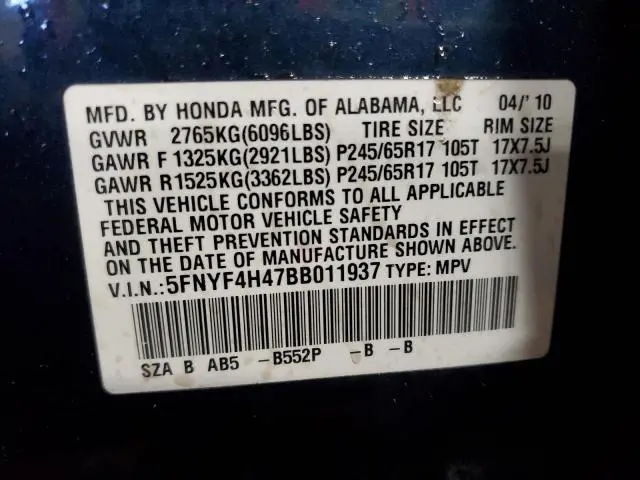 MFD. BY HONDA MFG. OF ALABAMA, LLC 04/'10
GVWR 2765KG(6096LBS) TIRE SIZE RIM SIZE
GAWR F 1325KG(2921LBS) P245/65R17 105T 17X7.5J
GAWR R1525KG(3362LBS) P245/65R17 105T 17X7.5J
THIS VEHICLE CONFORMS TO ALL APPLICABLE
FEDERAL MOTOR VEHICLE SAFETY
AND THEFT PREVENTION STANDARDS IN EFFECT
ON THE DATE OF MANUFACTURE SHOWN ABOVE.
V.I.N.:5FNYF4H47BB011937 TYPE: MPV
SZA B AB5 -B552P -B -B